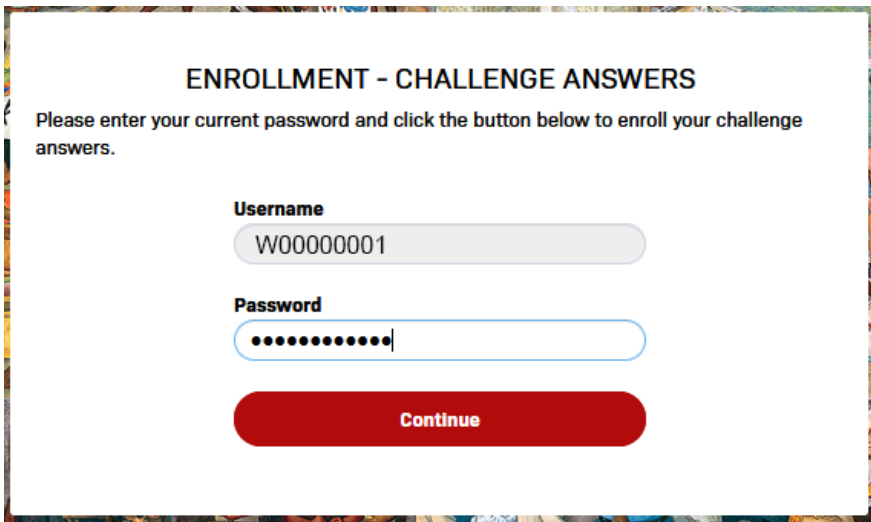 ENROLLMENT - CHALLENGE ANSWERS
Please enter your current password and click the button below to enroll your challenge
answers.
Username
W00000001
Password
••••••••••••
Continue